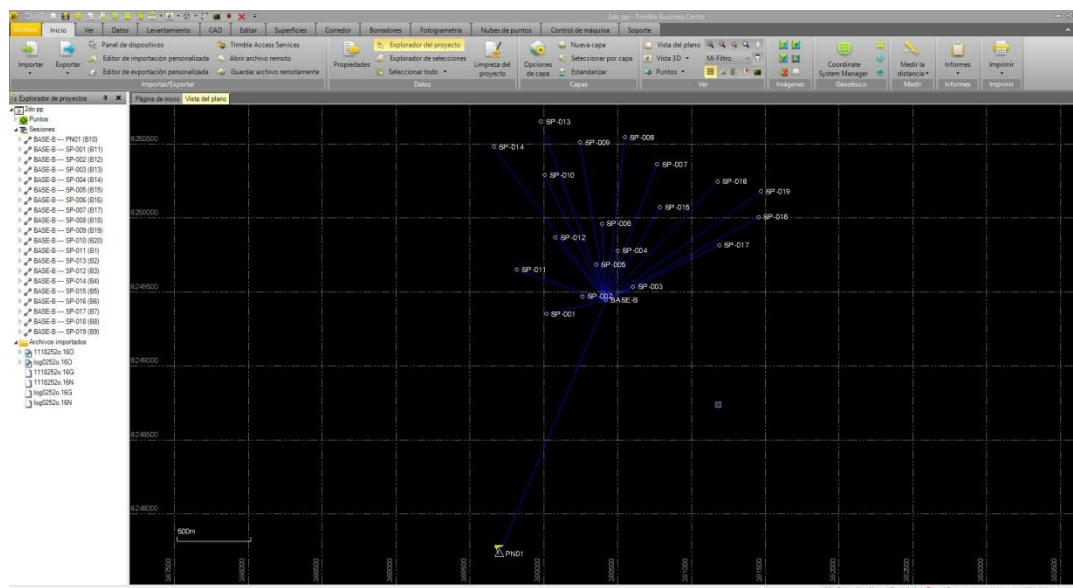 2do pp - Trimble Business Center
Archivo Inicio Ver Datos Levantamiento CAD Editar Superficies Corredor Borradores Fotogrametría Nubes de puntos Control de máquina Soporte
Importar
Exportar
Panel de dispositivos
Editor de importación personalizada
Editor de exportación personalizada
Trimble Access Services
Abrir archivo remoto
Guardar archivo remotamente
Importar/Exportar
Propiedades
Explorador del proyecto
Explorador de selecciones
Seleccionar todo
Limpieza del proyecto
Datos
Opciones de capa
Nueva capa
Seleccionar por capa
Estandarizar
Capas
Vista del plano
Vista 3D
Puntos
Mi Filtro
Ver
Imágenes
Coordinate System Manager
Geodésico
Medir la distancia
Medir
Informes
Informes
Imprimir
Imprimir
Explorador de proyectos
Página de inicio Vista del plano
2do pp
Puntos
Sesiones
BASE-B --- PN01 (B10)
BASE-B --- SP-001 (B11)
BASE-B --- SP-002 (B12)
BASE-B --- SP-003 (B13)
BASE-B --- SP-004 (B14)
BASE-B --- SP-005 (B15)
BASE-B --- SP-006 (B16)
BASE-B --- SP-007 (B17)
BASE-B --- SP-008 (B18)
BASE-B --- SP-009 (B19)
BASE-B --- SP-010 (B20)
BASE-B --- SP-011 (B1)
BASE-B --- SP-013 (B2)
BASE-B --- SP-012 (B3)
BASE-B --- SP-014 (B4)
BASE-B --- SP-015 (B5)
BASE-B --- SP-016 (B6)
BASE-B --- SP-017 (B7)
BASE-B --- SP-018 (B8)
BASE-B --- SP-019 (B9)
Archivos importados
1118252o.16O
log0252o.16O
1118252o.16G
1118252o.16N
log0252o.16G
log0252o.16N
SP-013
SP-008
SP-009
SP-014
SP-007
SP-010
SP-018
SP-019
SP-015
SP-016
SP-006
SP-012
SP-017
SP-004
SP-005
SP-011
SP-003
SP-002
BASE-B
SP-001
PN01
8250500
8250000
8249500
8249000
8248500
8248000
500m